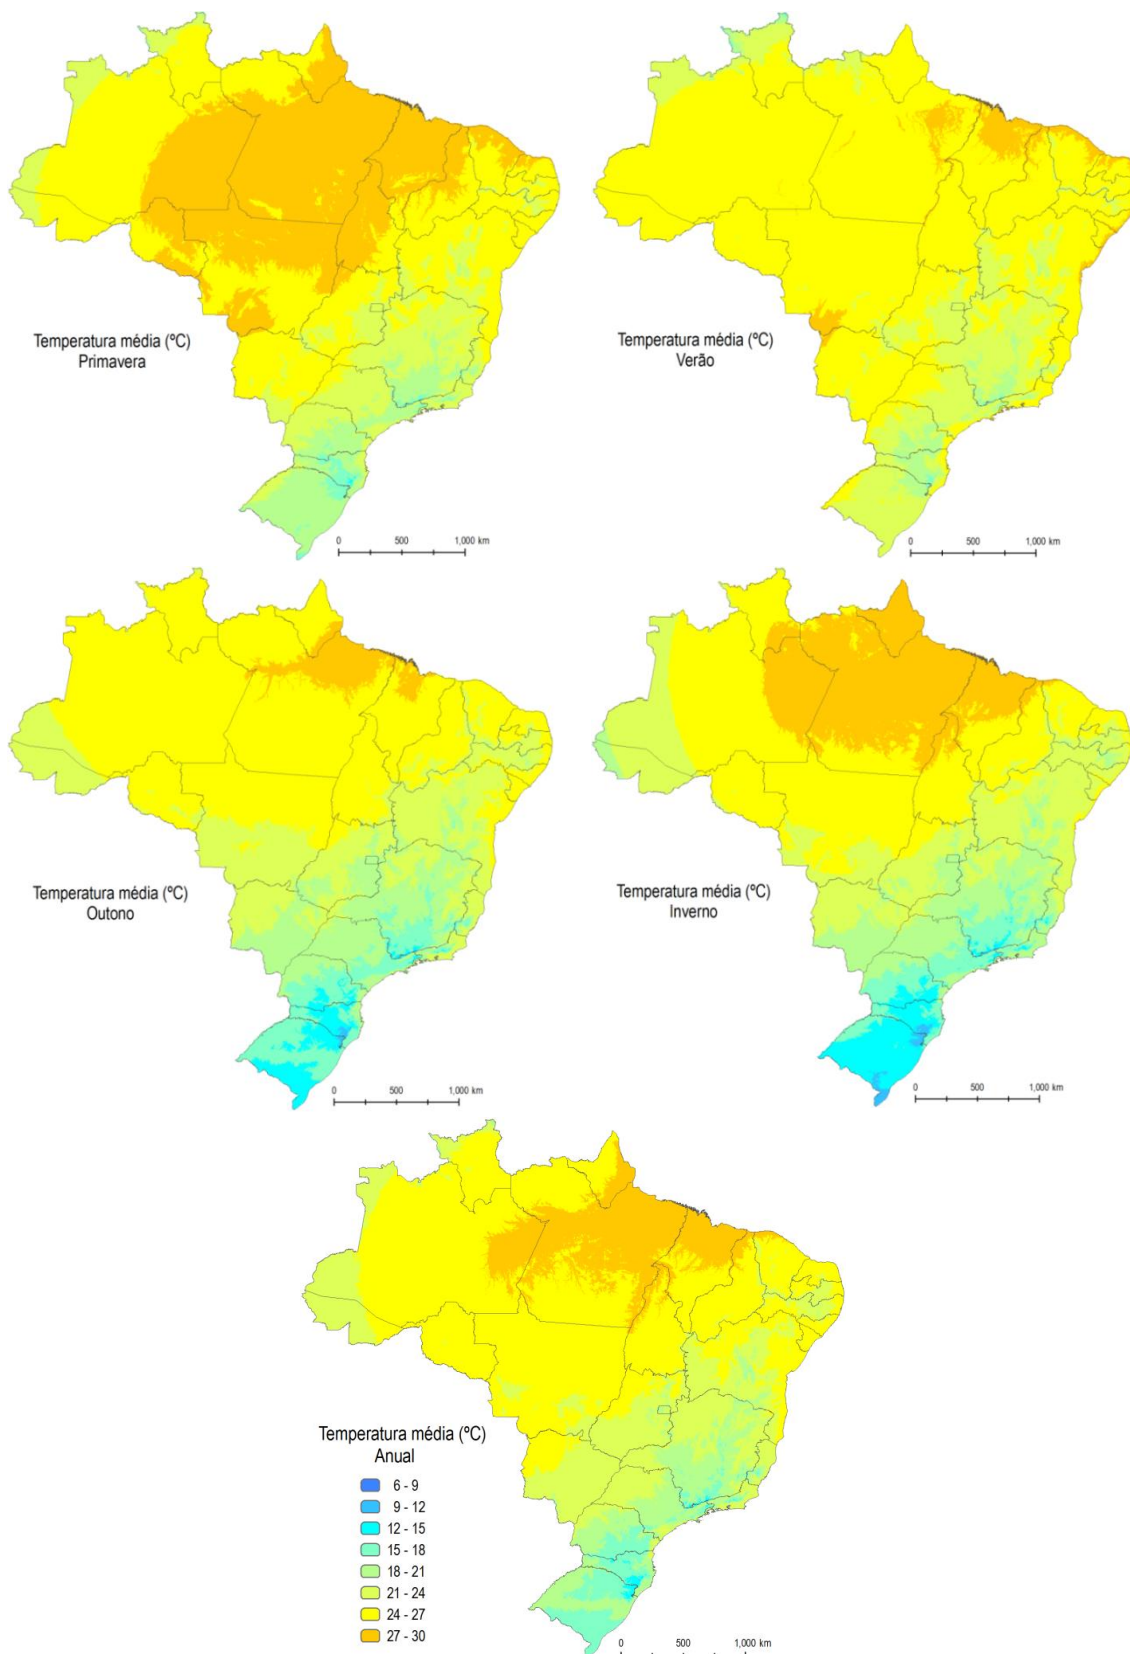 Temperatura média (ºC)
Primavera
0 500 1,000 km
Temperatura média (ºC)
Verão
0 500 1,000 km
Temperatura média (ºC)
Outono
0 500 1,000 km
Temperatura média (ºC)
Inverno
0 500 1,000 km
Temperatura média (ºC)
Anual
6 - 9
9 - 12
12 - 15
15 - 18
18 - 21
21 - 24
24 - 27
27 - 30
0 500 1,000 km